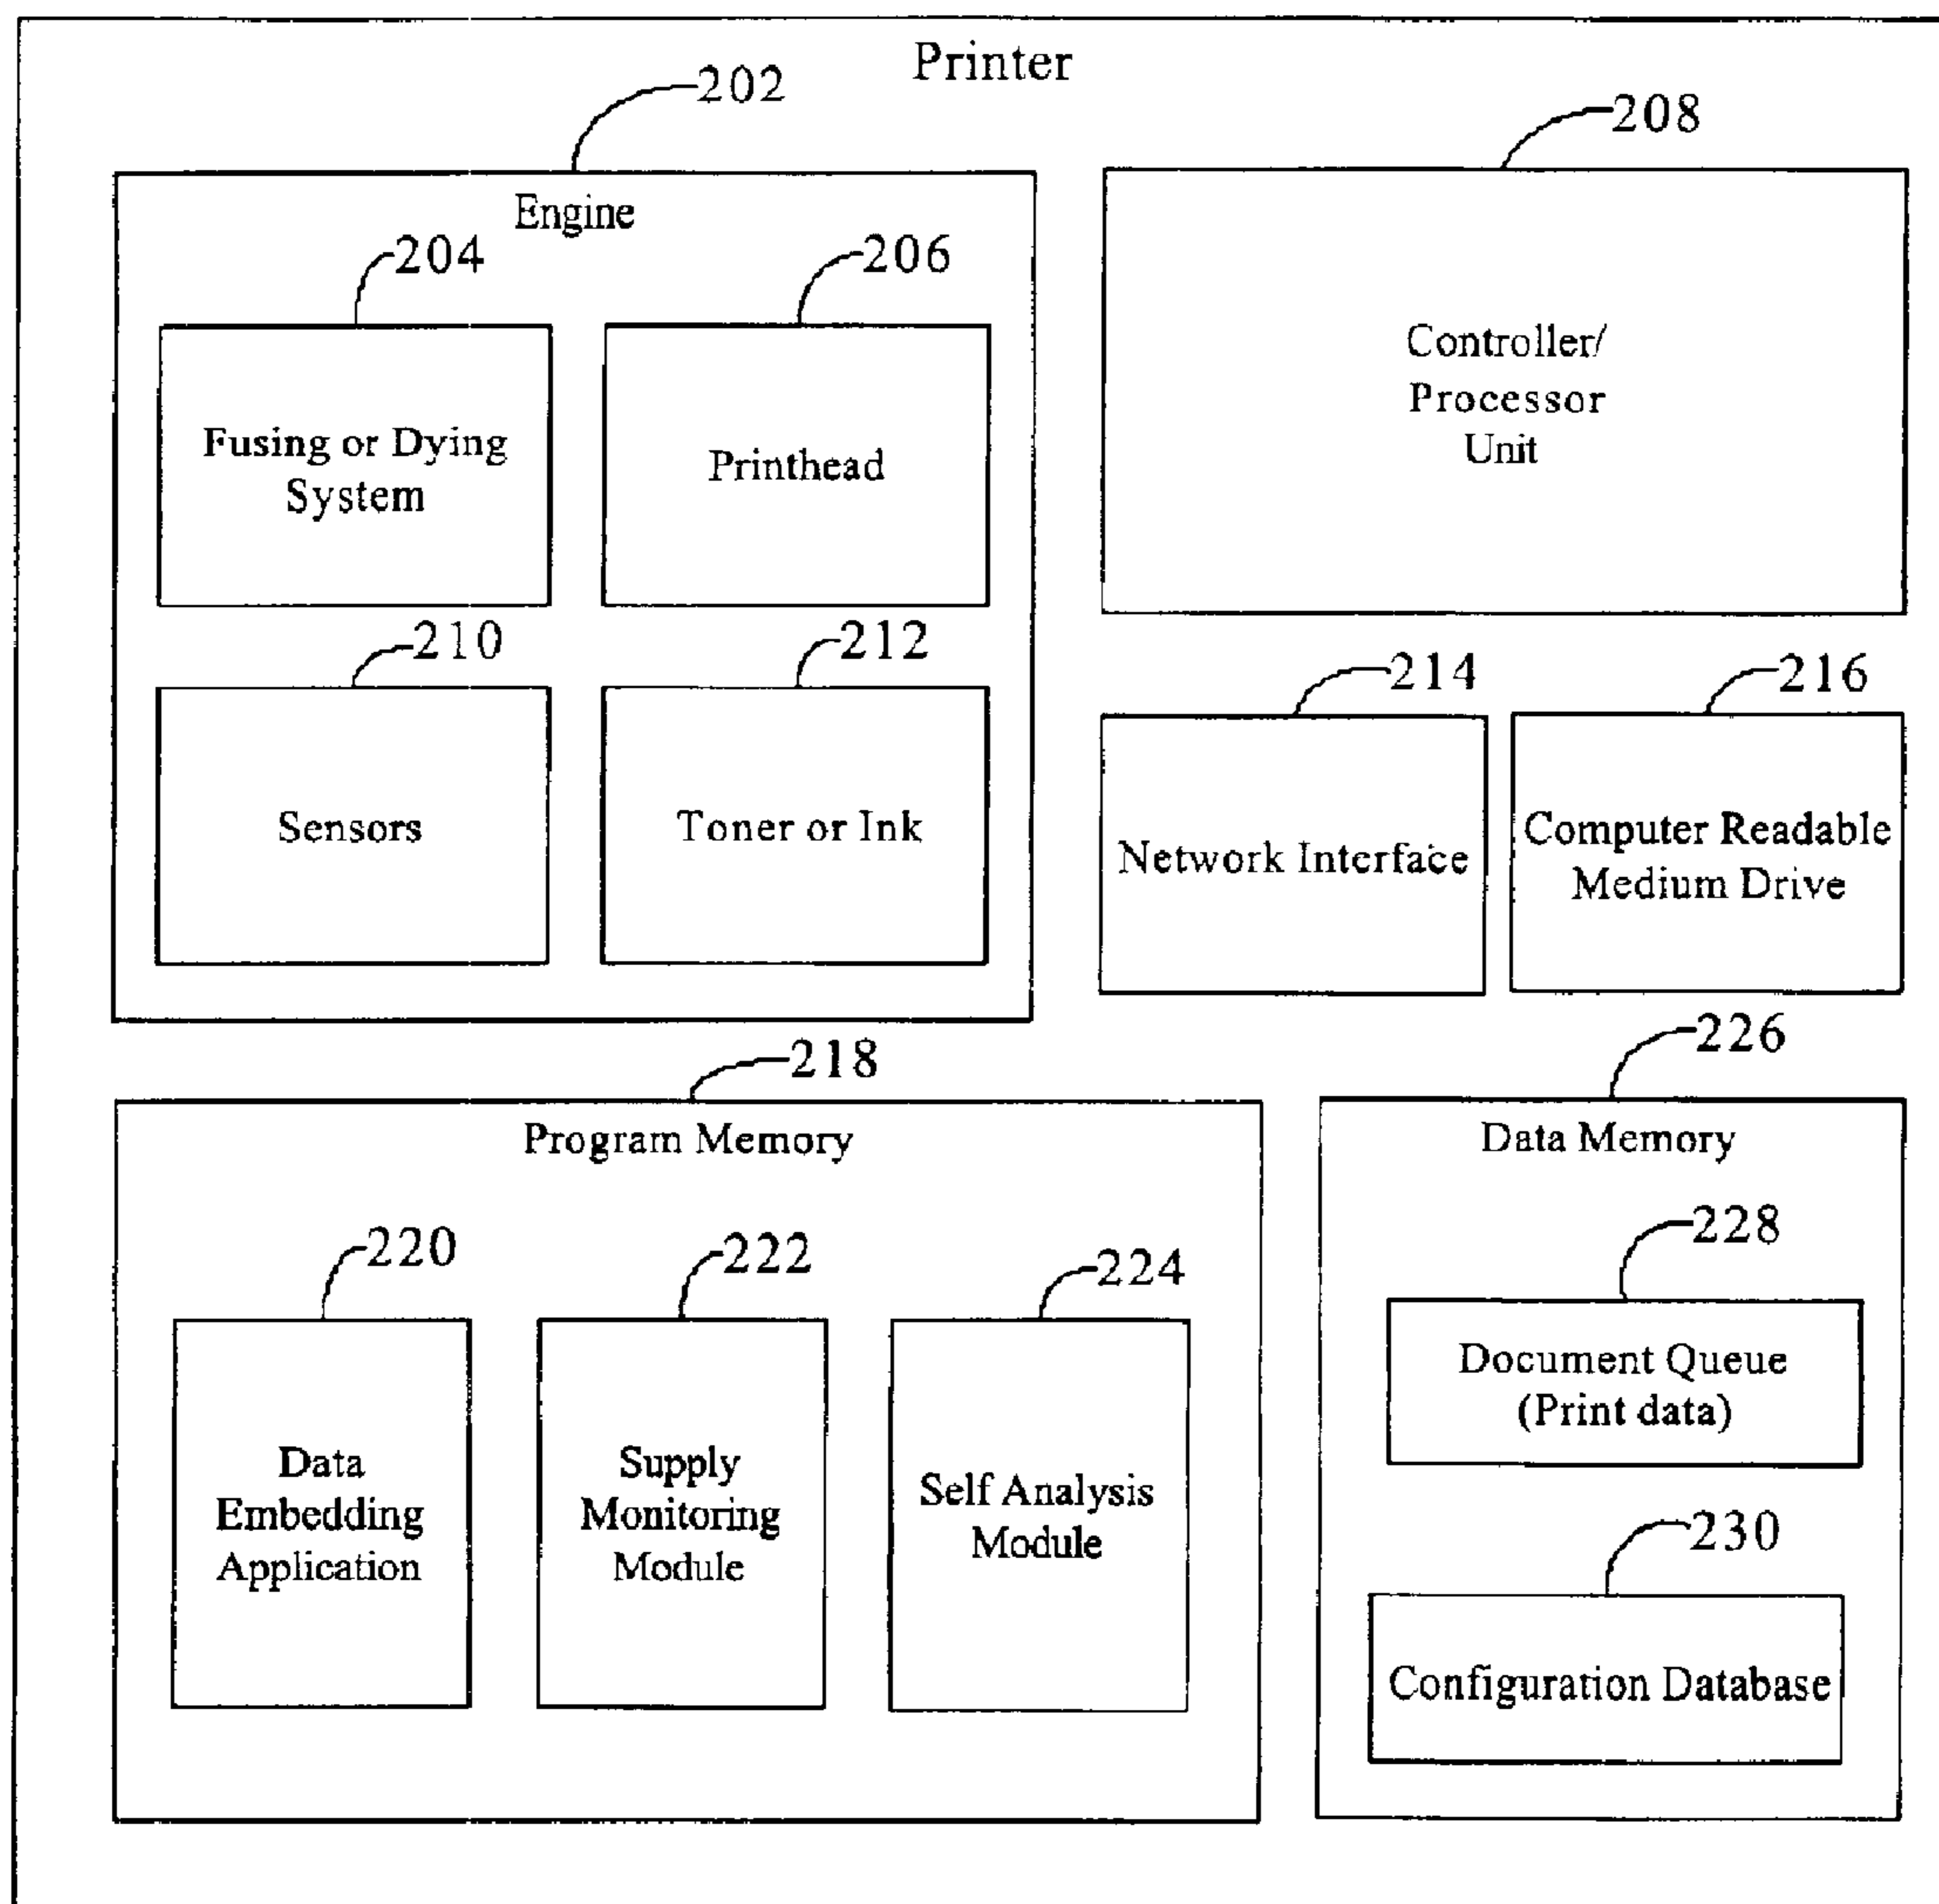 Printer
202
208
Engine
204
206
Fusing or Dying
System
Printhead
Controller/
Processor
Unit
210
212
214
216
Sensors
Toner or Ink
Network Interface
Computer Readable
Medium Drive
218
226
Program Memory
Data Memory
220
222
224
228
Data
Embedding
Application
Supply
Monitoring
Module
Self Analysis
Module
Document Queue
(Print data)
230
Configuration Database